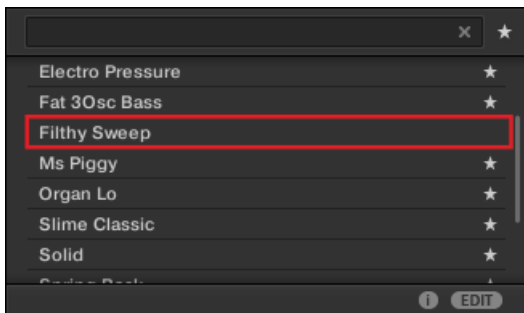 Electro Pressure
Fat 3Osc Bass
Filthy Sweep
Ms Piggy
Organ Lo
Slime Classic
Solid
EDIT